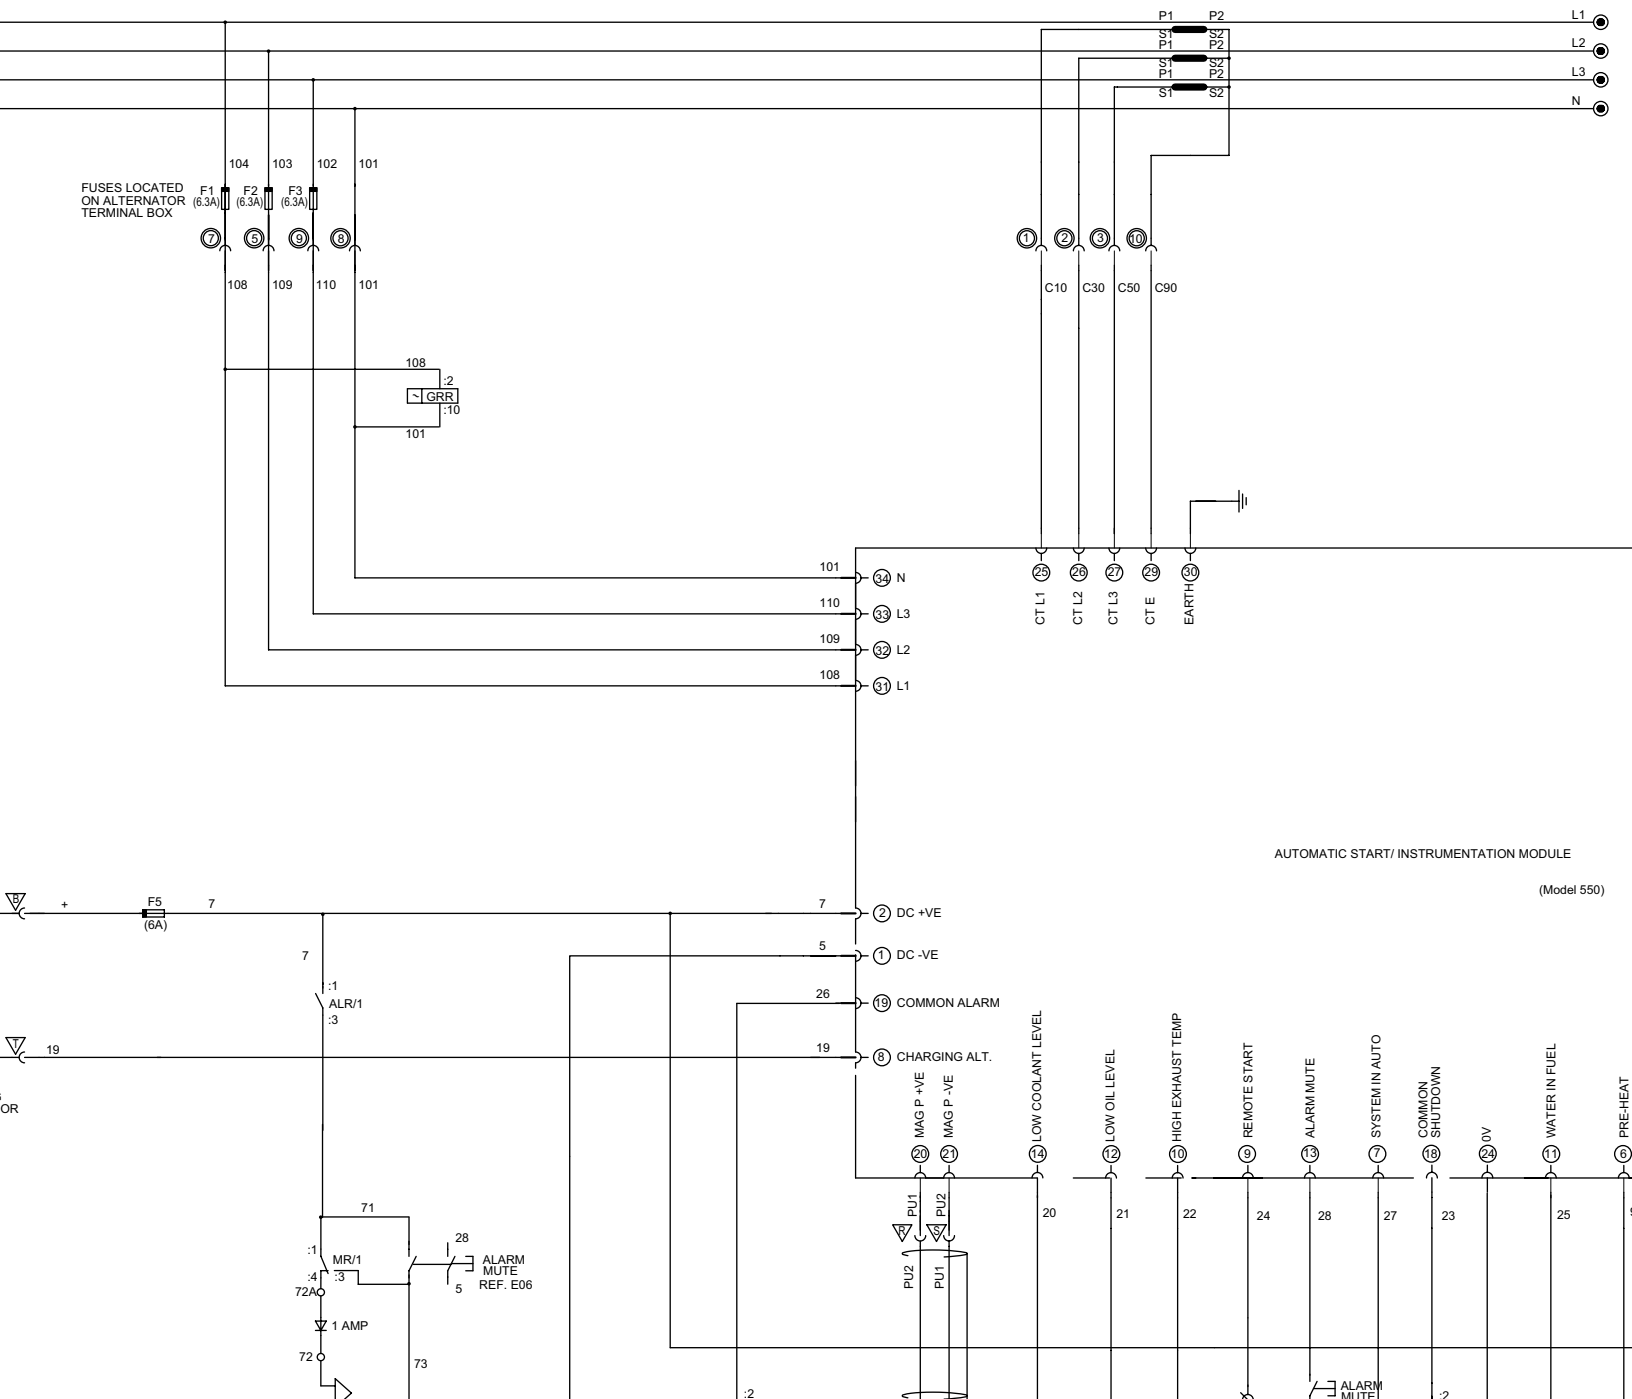 P1 P2
L1
S1 S2
P1 P2
L2
S1 S2
P1 P2
L3
S1 S2
N
104 103 102 101
FUSES LOCATED
ON ALTERNATOR
TERMINAL BOX
F1 F2 F3
(6.3A) (6.3A) (6.3A)
7 5 9 8
1 2 3 10
108 109 110 101
C10 C30 C50 C90
108
:2
~ GRR
:10
101
25 26 27 29 30
CT L1
CT L2
CT L3
CT E
EARTH
101 34 N
110 33 L3
109 32 L2
108 31 L1
AUTOMATIC START/ INSTRUMENTATION MODULE
(Model 550)
B + F5 7
(6A)
7 2 DC +VE
7
5 1 DC -VE
:1
ALR/1
:3
26 19 COMMON ALARM
T 19
19 8 CHARGING ALT.
OR
MAG P +VE
MAG P -VE
LOW COOLANT LEVEL
LOW OIL LEVEL
HIGH EXHAUST TEMP
REMOTE START
ALARM MUTE
SYSTEM IN AUTO
COMMON
SHUTDOWN
0V
WATER IN FUEL
PRE-HEAT
20 21 14 12 10 9 13 7 18 24 11 6
PU1 PU2
20 21 22 24 28 27 23 25
R S
PU2 PU1
71
28
:1 MR/1
:4 :3
ALARM
MUTE
REF. E06
5
72A
1 AMP
72
73
:2
ALARM
MUTE
:2